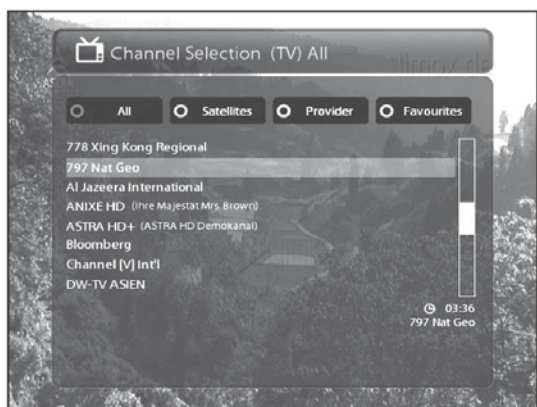 Channel Selection (TV) All
All Satellites Provider Favourites
778 Xing Kong Regional
797 Nat Geo
Al Jazeera International
ANIXE HD (Ihre Majestat Mrs. Brown)
ASTRA HD+ (ASTRA HD Demokanal)
Bloomberg
Channel [V] Int'l
DW-TV ASIEN
03:36
797 Nat Geo